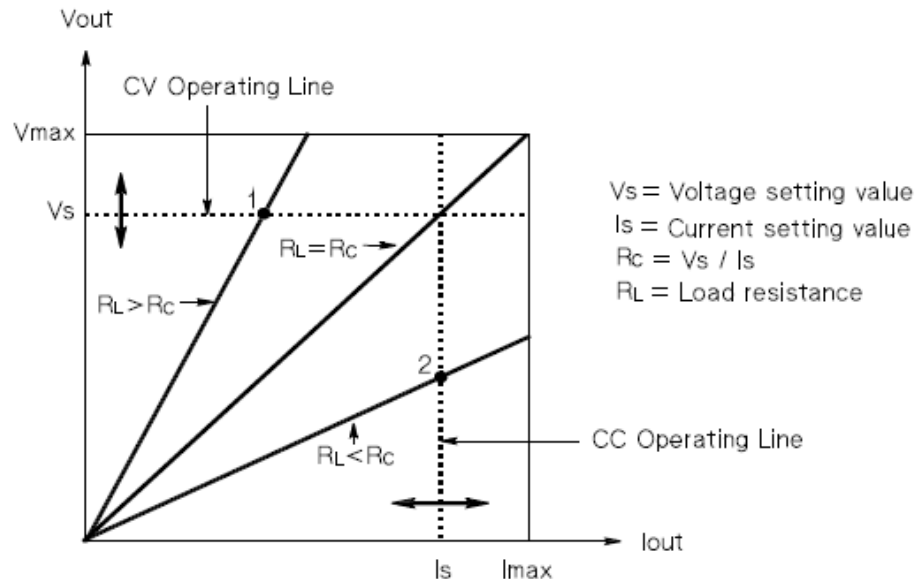 Vout
CV Operating Line
Vmax
Vs
1
RL=RC
RL>RC
2
RL<RC
CC Operating Line
Is
Imax
Iout
Vs = Voltage setting value
Is = Current setting value
Rc = Vs / Is
RL = Load resistance